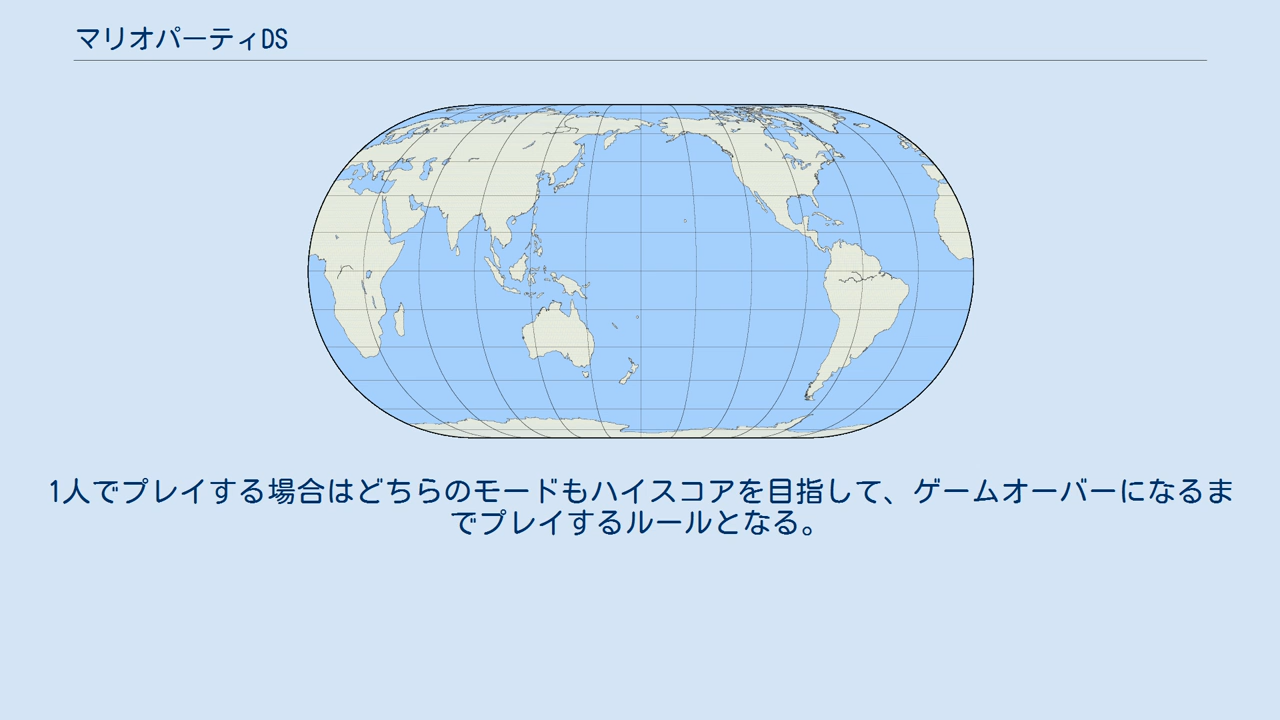 マリオパーティDS
1人でプレイする場合はどちらのモードもハイスコアを目指して、ゲームオーバーになるま
でプレイするルールとなる。